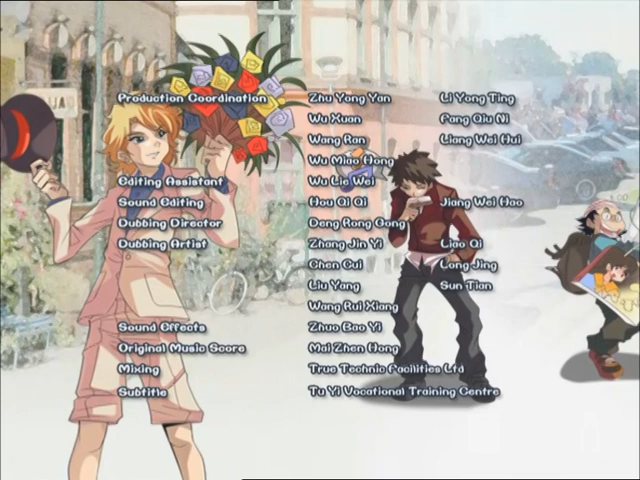 Production Coordination Zhu Yong Yan Li Yong Ting
Wu Xuan Pang Qiu Ni
Wang Ran Liang Wei Hui
Wu Miao Hong
Editing Assistant Wu Lie Wei
Sound Editing Hou Qi Qi Jiang Wei Hao
Dubbing Director Deng Rong Gong
Dubbing Artist Zhang Jin Yi Liao Qi
Chen Cui Long Jing
Liu Yang Sun Tian
Wang Rui Xiang
Sound Effects Zhuo Bao Yi
Original Music Score Mai Zhen Hong
Mixing True Technic Facilities Ltd
Subtitle Tu Yi Vocational Training Centre